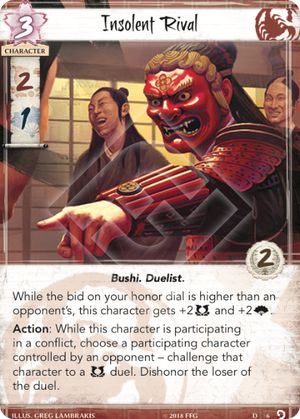 3
Insolent Rival
CHARACTER
2
1
2
Bushi. Duelist.
While the bid on your honor dial is higher than an
opponent's, this character gets +2 and +2.
Action: While this character is participating
in a conflict, choose a participating character
controlled by an opponent – challenge that
character to a duel. Dishonor the loser of
the duel.
ILLUS. GREG LAMBRAKIS
©2018 FFG
D 6